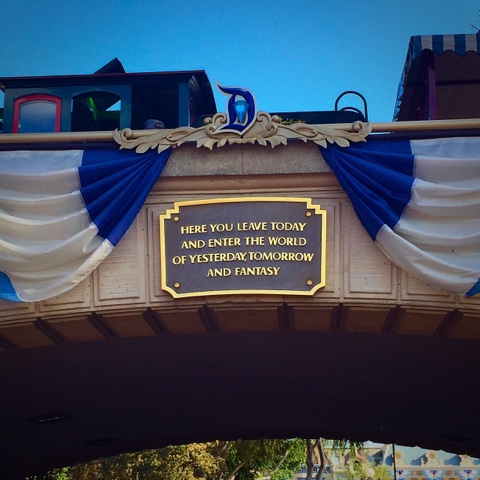 D
HERE YOU LEAVE TODAY
AND ENTER THE WORLD
OF YESTERDAY, TOMORROW
AND FANTASY